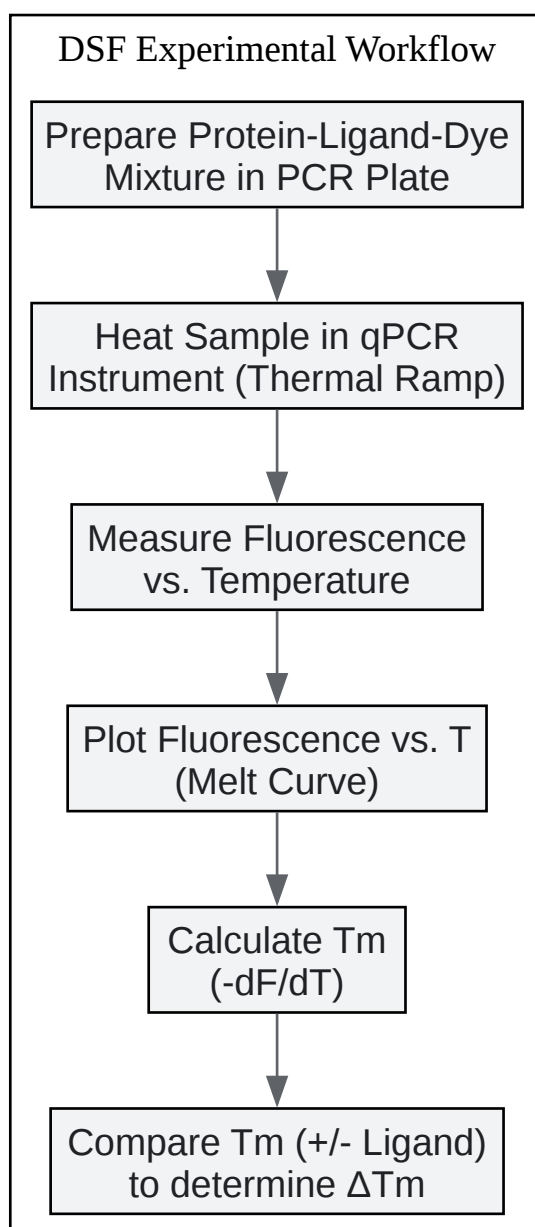 DSF Experimental Workflow
Prepare Protein-Ligand-Dye
Mixture in PCR Plate
Heat Sample in qPCR
Instrument (Thermal Ramp)
Measure Fluorescence
vs. Temperature
Plot Fluorescence vs. T
(Melt Curve)
Calculate Tm
(-dF/dT)
Compare Tm (+/- Ligand)
to determine ΔTm